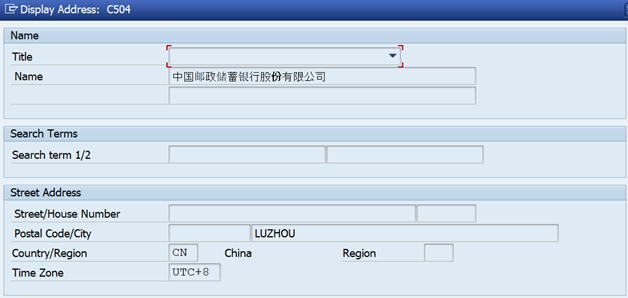 Display Address: C504
Name
Title
Name 中国邮政储蓄银行股份有限公司
Search Terms
Search term 1/2
Street Address
Street/House Number
Postal Code/City LUZHOU
Country/Region CN China Region
Time Zone UTC+8